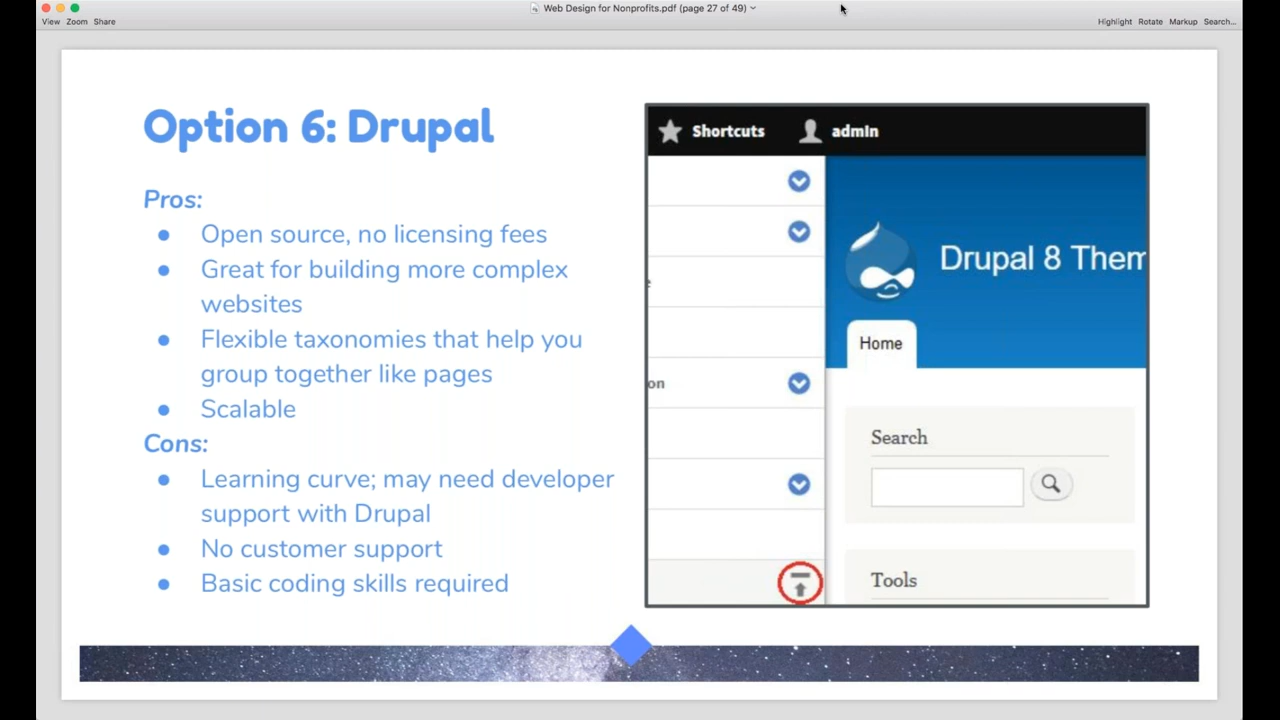 Web Design for Nonprofits.pdf (page 27 of 49)
View Zoom Share
Highlight Rotate Markup Search...
Option 6: Drupal
Pros:
● Open source, no licensing fees
● Great for building more complex
websites
● Flexible taxonomies that help you
group together like pages
● Scalable
Cons:
● Learning curve; may need developer
support with Drupal
● No customer support
● Basic coding skills required
Shortcuts admin
Drupal 8 Them
Home
on
Search
Tools